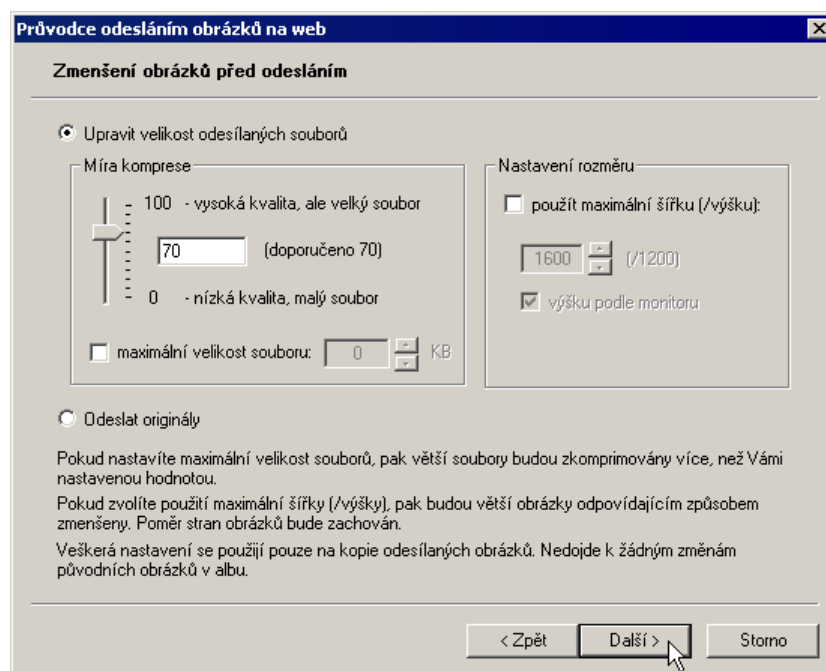 Průvodce odesláním obrázků na web
Zmenšení obrázků před odesláním
Upravit velikost odesílaných souborů
Míra komprese
100 - vysoká kvalita, ale velký soubor
70 (doporučeno 70)
0 - nízká kvalita, malý soubor
maximální velikost souboru: 0 KB
Nastavení rozměru
použít maximální šířku (/výšku):
1600 (/1200)
výšku podle monitoru
Odeslat originály
Pokud nastavíte maximální velikost souborů, pak větší soubory budou zkomprimovány více, než Vámi
nastavenou hodnotou.
Pokud zvolíte použití maximální šířky (/výšky), pak budou větší obrázky odpovídajícím způsobem
zmenšeny. Poměr stran obrázků bude zachován.
Veškerá nastavení se použijí pouze na kopie odesílaných obrázků. Nedojde k žádným změnám
původních obrázků v albu.
< Zpět Další > Storno